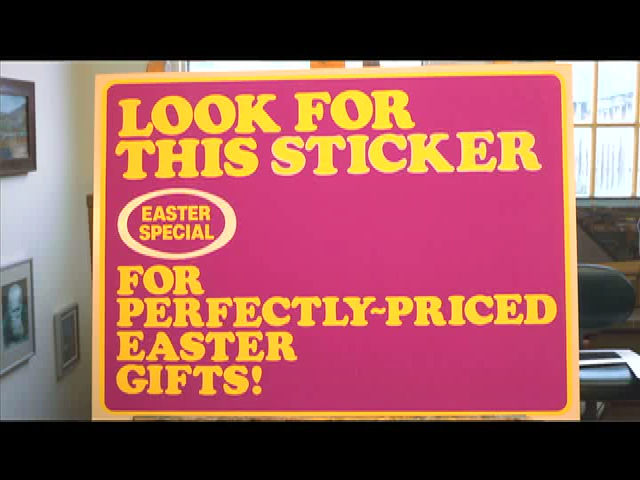 LOOK FOR
THIS STICKER
EASTER
SPECIAL
FOR
PERFECTLY~PRICED
EASTER
GIFTS!